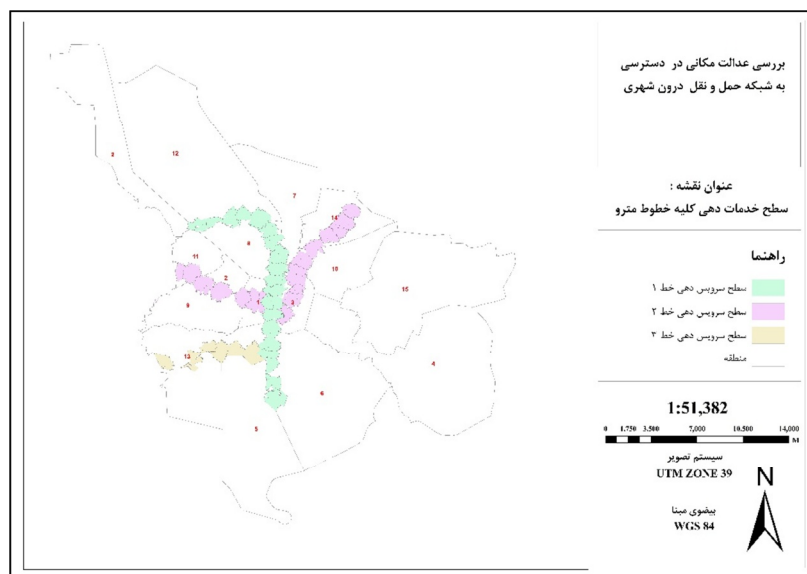 بررسی عدالت مکانی در دسترسی
به شبکه حمل و نقل درون شهری
عنوان نقشه :
سطح خدمات دهی کلیه خطوط مترو
راهنما
سطح سرویس دهی خط ۱
سطح سرویس دهی خط ۲
سطح سرویس دهی خط ۳
منطقه
1:51,382
0 1,750 3,500 7,000 10,500 14,000
M
سیستم تصویر
UTM ZONE 39
N
بیضوی مبنا
WGS 84
12
7
14
11
2
1
3
10
15
9
13
4
6
5